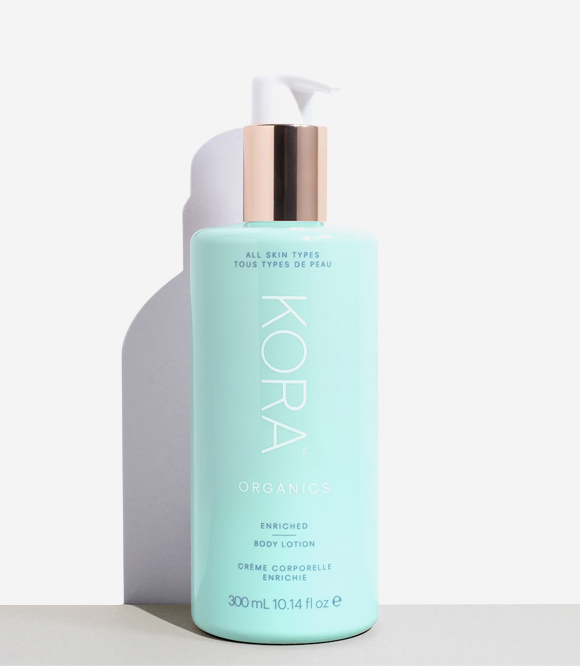 ALL SKIN TYPES
TOUS TYPES DE PEAU
KORA
ORGANICS
ENRICHED
BODY LOTION
CRÈME CORPORELLE
ENRICHIE
300 mL 10.14 fl oz ℮